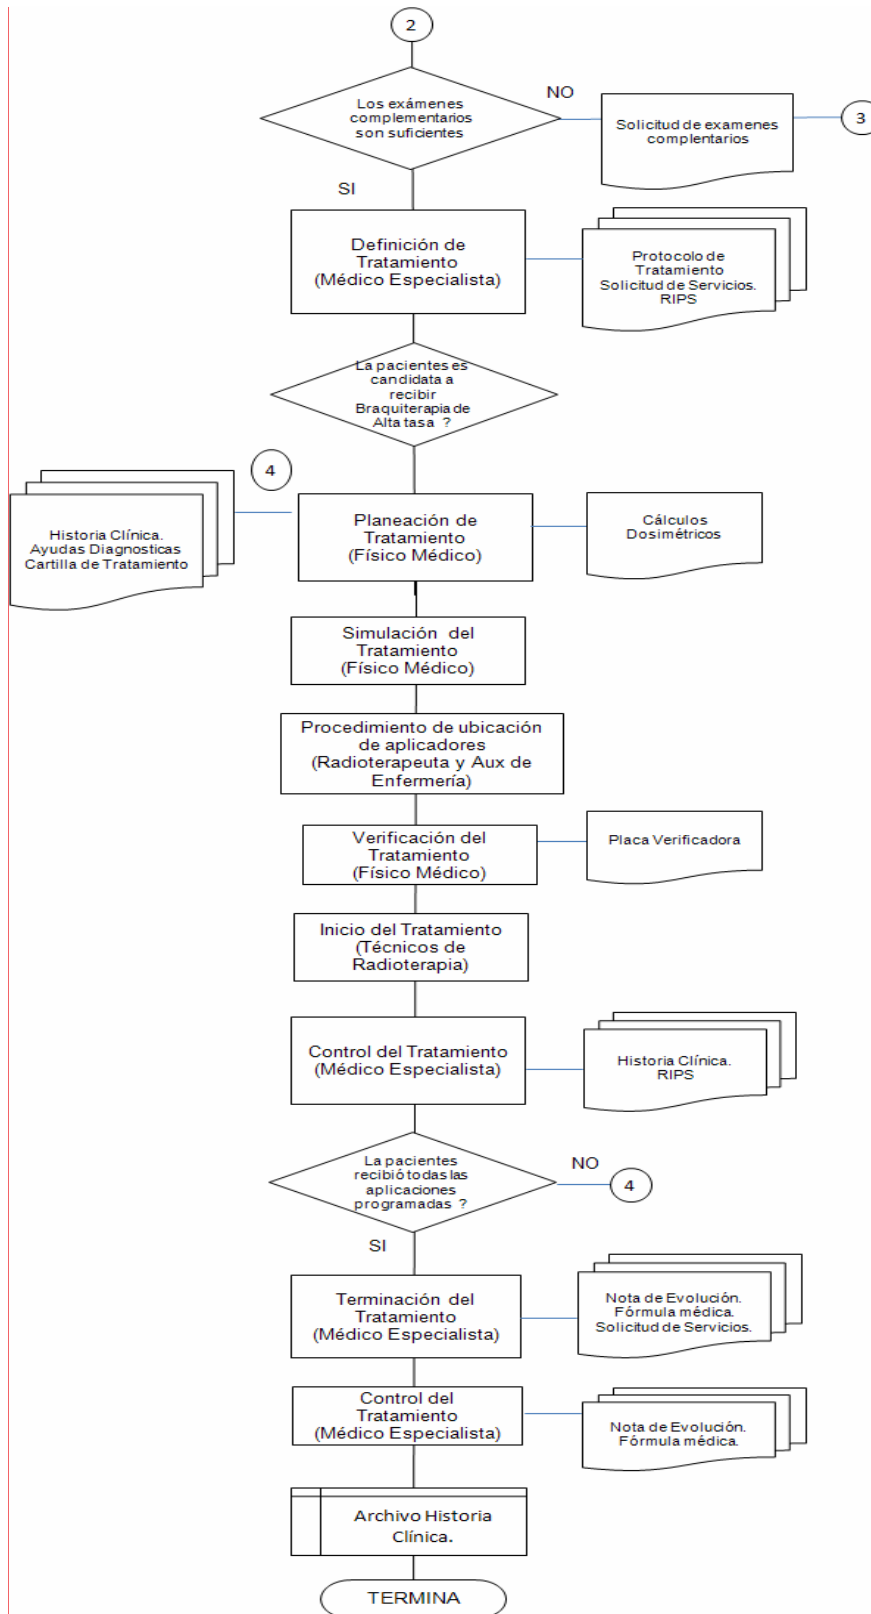 2
Los exámenes
complementarios
son suficientes
NO
Solicitud de examenes
complentarios
3
SI
Definición de
Tratamiento
(Médico Especialista)
Protocolo de
Tratamiento
Solicitud de Servicios.
RIPS
La pacientes es
candidata a
recibir
Braquiterapia de
Alta tasa ?
4
Historia Clínica.
Ayudas Diagnosticas
Cartilla de Tratamiento
Planeación de
Tratamiento
(Físico Médico)
Cálculos
Dosimétricos
Simulación del
Tratamiento
(Físico Médico)
Procedimiento de ubicación
de aplicadores
(Radioterapeuta y Aux de
Enfermería)
Verificación del
Tratamiento
(Físico Médico)
Placa Verificadora
Inicio del Tratamiento
(Técnicos de
Radioterapia)
Control del Tratamiento
(Médico Especialista)
Historia Clínica.
RIPS
La pacientes
recibió todas las
aplicaciones
programadas ?
NO
4
SI
Terminación del
Tratamiento
(Médico Especialista)
Nota de Evolución.
Fórmula médica.
Solicitud de Servicios.
Control del
Tratamiento
(Médico Especialista)
Nota de Evolución.
Fórmula médica.
Archivo Historia
Clínica.
TERMINA